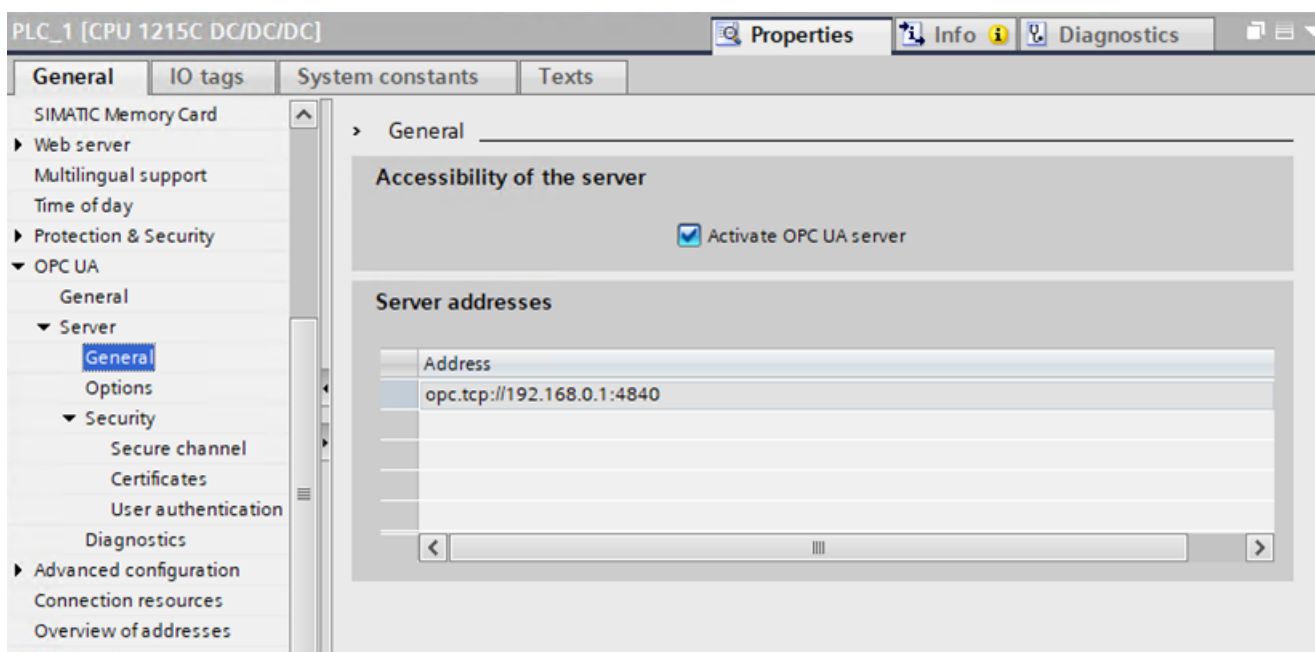 PLC_1 [CPU 1215C DC/DC/DC]
Properties
Info
Diagnostics
General
IO tags
System constants
Texts
SIMATIC Memory Card
Web server
Multilingual support
Time of day
Protection & Security
OPC UA
General
Server
General
Options
Security
Secure channel
Certificates
User authentication
Diagnostics
Advanced configuration
Connection resources
Overview of addresses
General
Accessibility of the server
Activate OPC UA server
Server addresses
Address
opc.tcp://192.168.0.1:4840